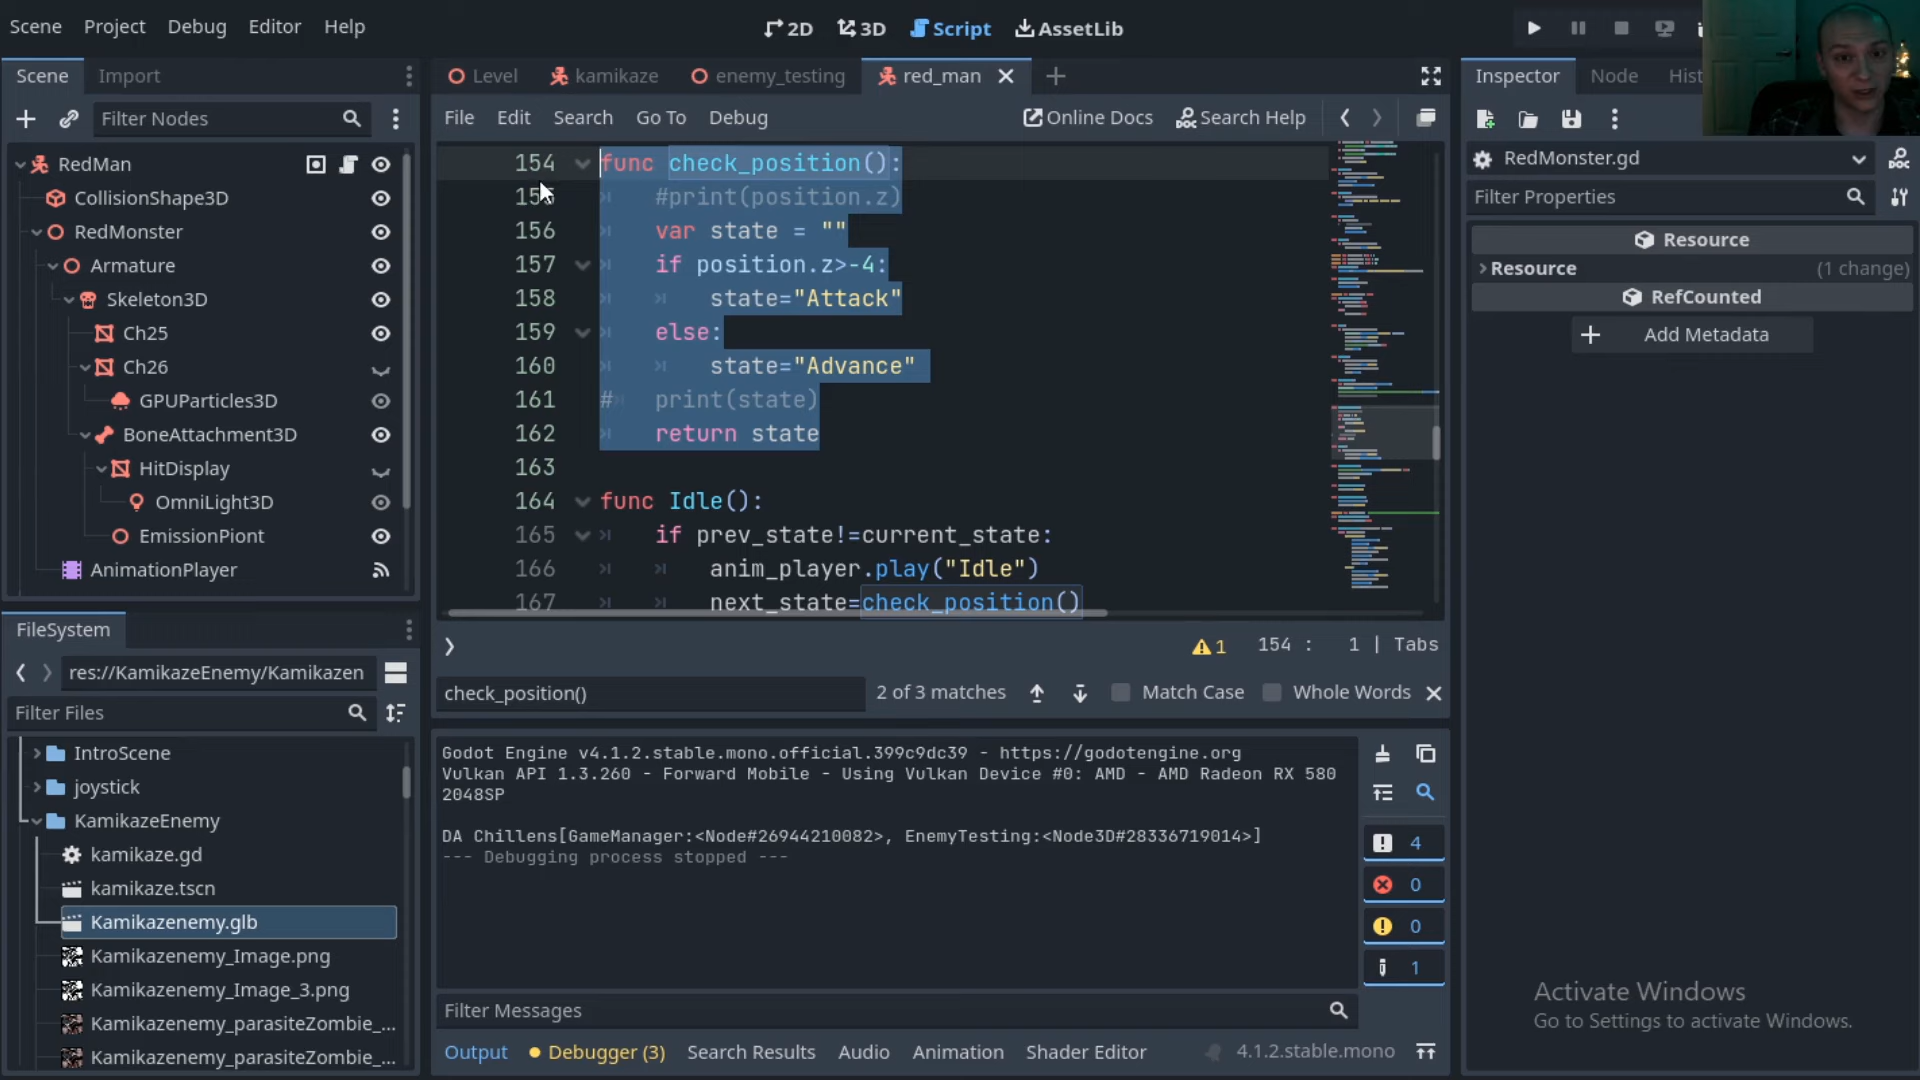 Scene Project Debug Editor Help
2D 3D Script AssetLib
Scene Import
Level kamikaze enemy_testing red_man
Inspector Node
Filter Nodes
File Edit Search Go To Debug
Online Docs Search Help
RedMan
CollisionShape3D
RedMonster
Armature
Skeleton3D
Ch25
Ch26
GPUParticles3D
BoneAttachment3D
HitDisplay
OmniLight3D
EmissionPiont
AnimationPlayer
154 func check_position():
#print(position.z)
156 var state = ""
157 if position.z>-4:
158 state="Attack"
159 else:
160 state="Advance"
161 # print(state)
162 return state
163
164 func Idle():
165 if prev_state!=current_state:
166 anim_player.play("Idle")
167 next_state=check_position()
1 154 : 1 | Tabs
check_position() 2 of 3 matches Match Case Whole Words
RedMonster.gd
Filter Properties
Resource
Resource (1 change)
RefCounted
Add Metadata
FileSystem
res://KamikazeEnemy/Kamikazen
Filter Files
IntroScene
joystick
KamikazeEnemy
kamikaze.gd
kamikaze.tscn
Kamikazenemy.glb
Kamikazenemy_Image.png
Kamikazenemy_Image_3.png
Kamikazenemy_parasiteZombie_...
Kamikazenemy_parasiteZombie_...
Godot Engine v4.1.2.stable.mono.official.399c9dc39 - https://godotengine.org
Vulkan API 1.3.260 - Forward Mobile - Using Vulkan Device #0: AMD - AMD Radeon RX 580
2048SP
DA Chillens[GameManager:<Node#26944210082>, EnemyTesting:<Node3D#28336719014>]
--- Debugging process stopped ---
4
0
0
1
Filter Messages
Output Debugger (3) Search Results Audio Animation Shader Editor 4.1.2.stable.mono
Activate Windows
Go to Settings to activate Windows.